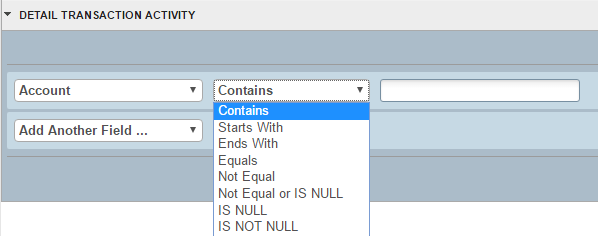 DETAIL TRANSACTION ACTIVITY
Account Contains
Contains
Starts With
Add Another Field ... Ends With
Equals
Not Equal
Not Equal or IS NULL
IS NULL
IS NOT NULL